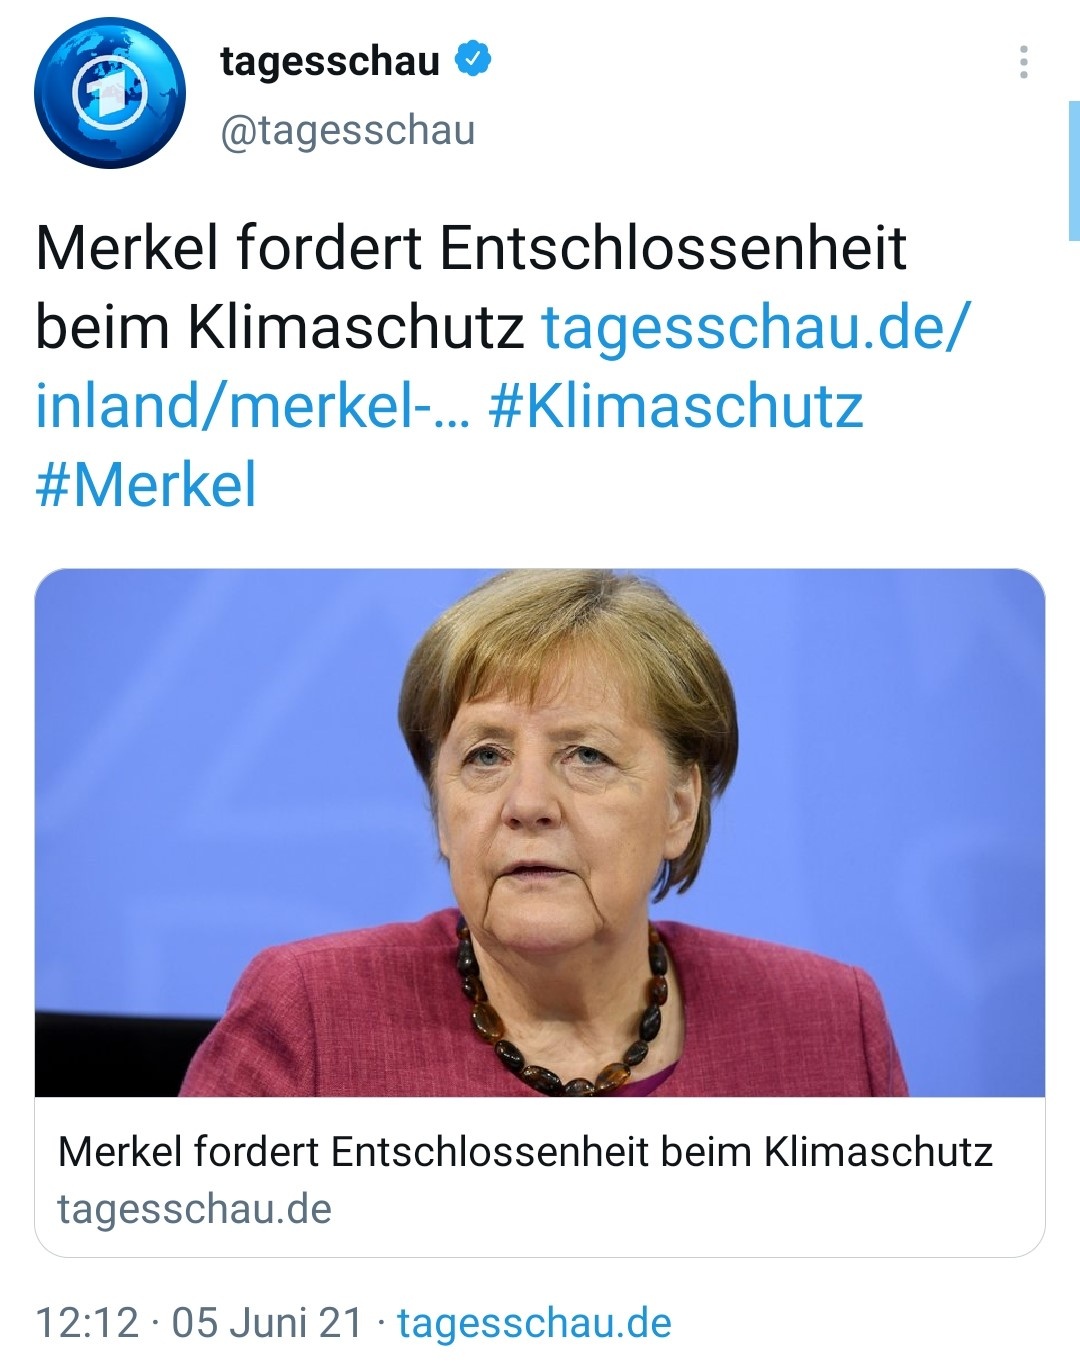 tagesschau
@tagesschau
Merkel fordert Entschlossenheit
beim Klimaschutz tagesschau.de/
inland/merkel-… #Klimaschutz
#Merkel
Merkel fordert Entschlossenheit beim Klimaschutz
tagesschau.de
12:12 · 05 Juni 21 · tagesschau.de